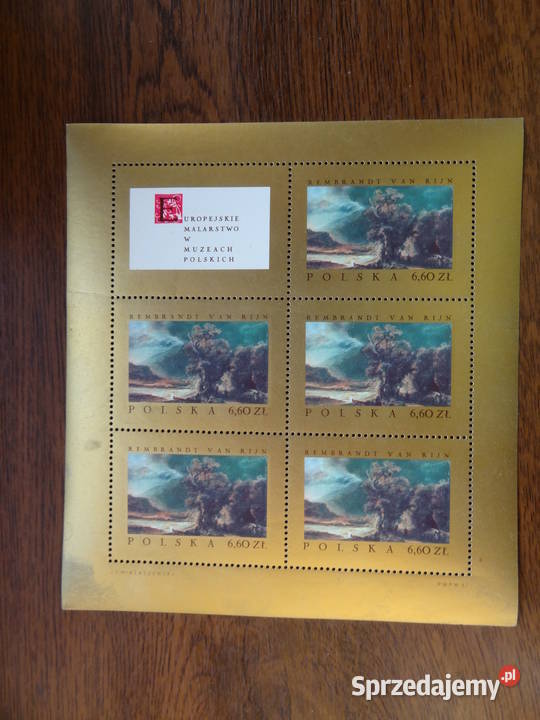 EUROPEJSKIE
MALARSTWO
W
MUZEACH
POLSKICH
REMBRANDT VAN RIJN
POLSKA 6,60 ZŁ
REMBRANDT VAN RIJN
POLSKA 6,60 ZŁ
REMBRANDT VAN RIJN
POLSKA 6,60 ZŁ
REMBRANDT VAN RIJN
POLSKA 6,60 ZŁ
REMBRANDT VAN RIJN
POLSKA 6,60 ZŁ
Sprzedajemy.pl